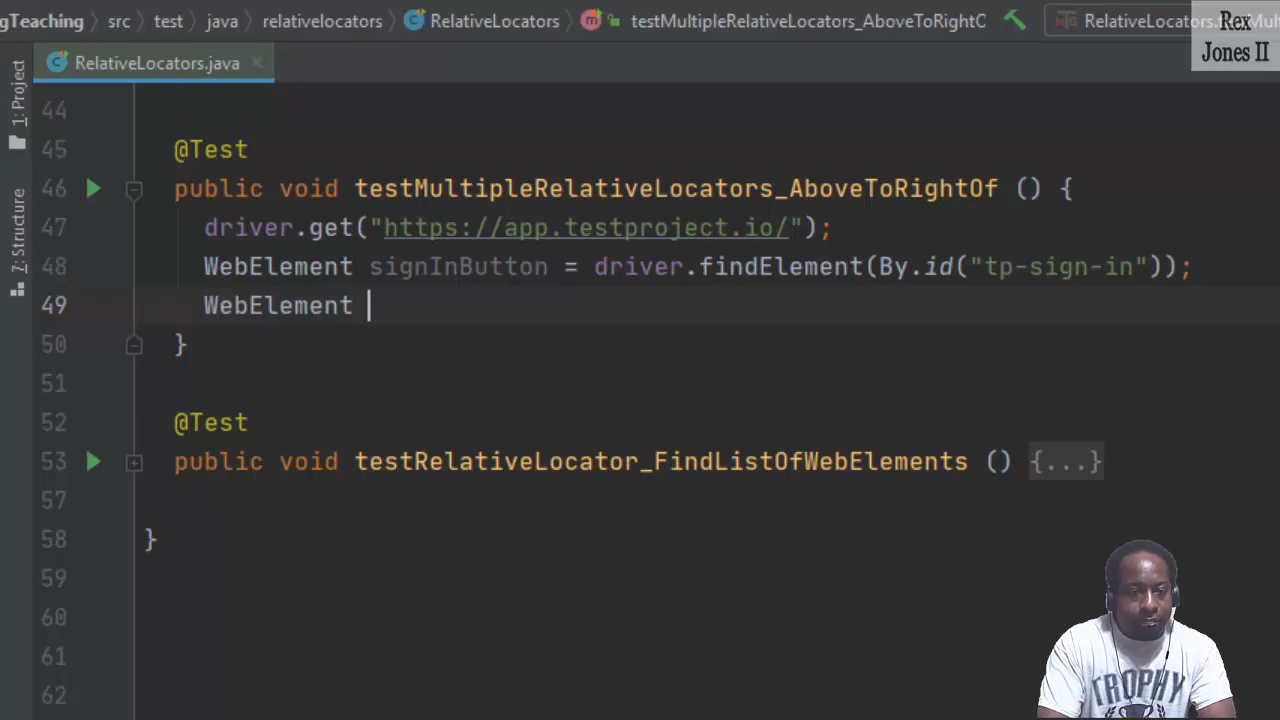 gTeaching src test java relativelocators RelativeLocators testMultipleRelativeLocators_AboveToRightO RelativeLocators.
Rex
Jones II
RelativeLocators.java
1: Project
7: Structure
44
45 @Test
46 public void testMultipleRelativeLocators_AboveToRightOf () {
47 driver.get("https://app.testproject.io/");
48 WebElement signInButton = driver.findElement(By.id("tp-sign-in"));
49 WebElement
50 }
51
52 @Test
53 public void testRelativeLocator_FindListOfWebElements () {...}
57
58 }
59
60
61
62
TROPHY